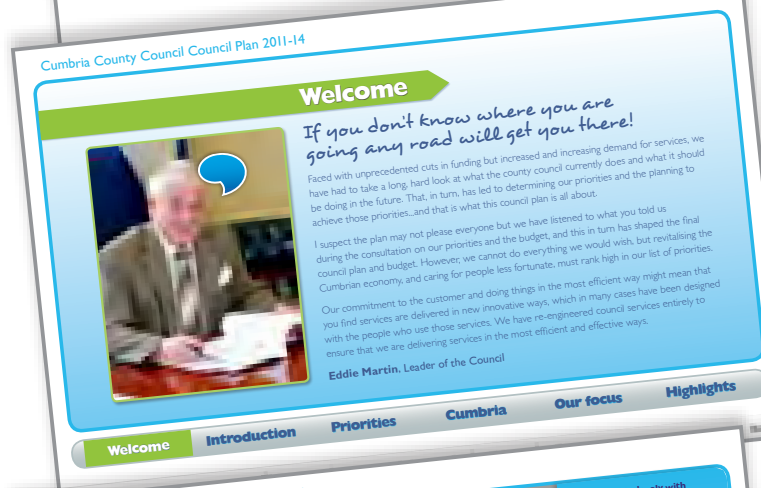 Cumbria County Council Council Plan 2011-14
Welcome
If you don't know where you are
going any road will get you there!
Faced with unprecedented cuts in funding but increased and increasing demand for services, we
have had to take a long, hard look at what the county council currently does and what it should
be doing in the future. That, in turn, has led to determining our priorities and the planning to
achieve those priorities...and that is what this council plan is all about.
I suspect the plan may not please everyone but we have listened to what you told us
during the consultation on our priorities and the budget, and this in turn has shaped the final
council plan and budget. However, we cannot do everything we would wish, but revitalising the
Cumbrian economy, and caring for people less fortunate, must rank high in our list of priorities.
Our commitment to the customer and doing things in the most efficient way might mean that
you find services are delivered in new innovative ways, which in many cases have been designed
with the people who use those services. We have re-engineered council services entirely to
ensure that we are delivering services in the most efficient and effective ways.
Eddie Martin, Leader of the Council
Welcome Introduction Priorities Cumbria Our focus Highlights
with